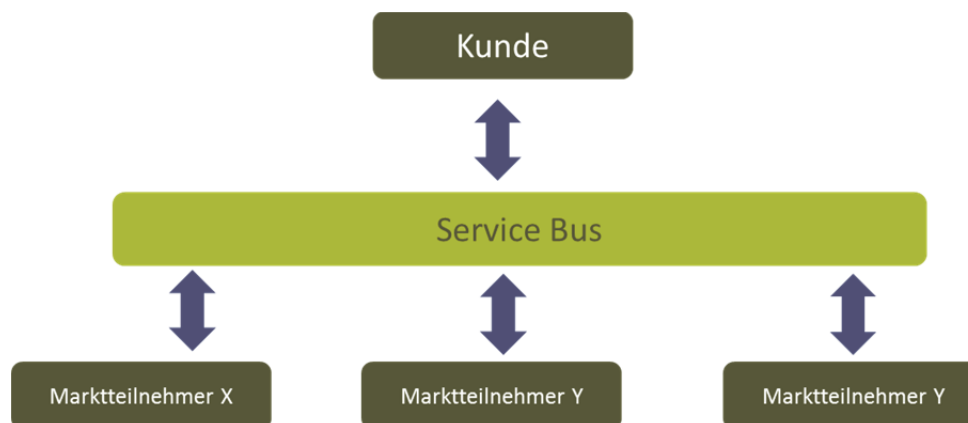 Kunde
Service Bus
Marktteilnehmer X
Marktteilnehmer Y
Marktteilnehmer Y